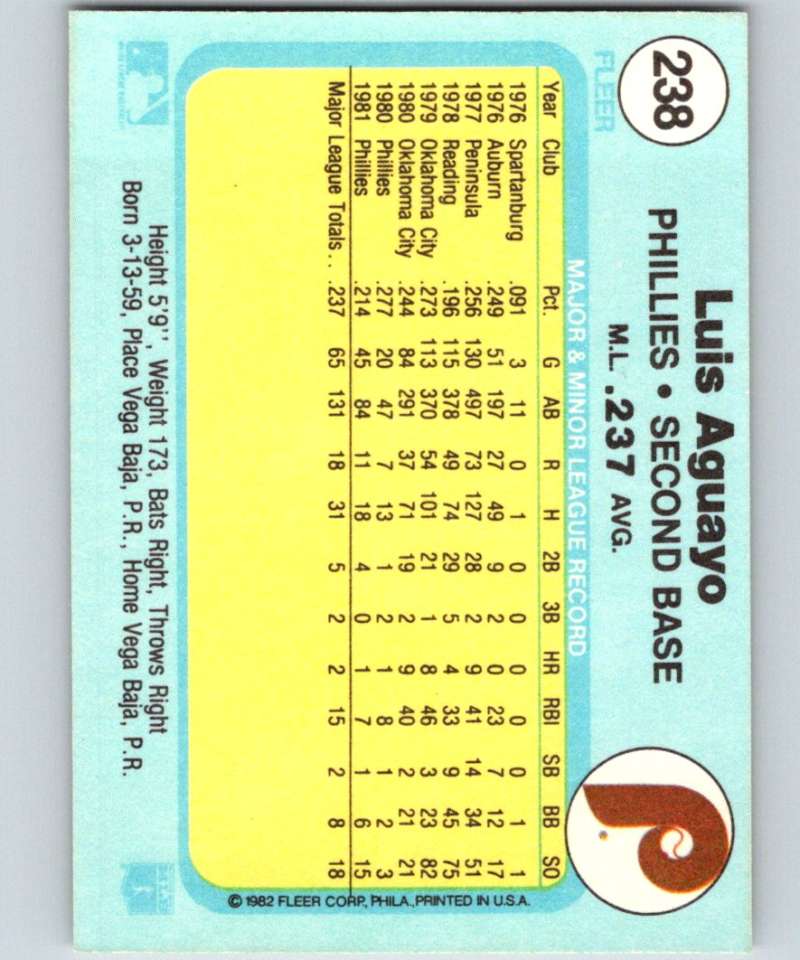 238
FLEER
Luis Aguayo
PHILLIES • SECOND BASE
M.L. .237 AVG.
MAJOR & MINOR LEAGUE RECORD
Year Club Pct. G AB R H 2B 3B HR RBI SB BB SO
1976 Spartanburg .091 3 11 0 1 0 0 0 0 0 1 1
1976 Auburn .249 51 197 27 49 9 2 0 23 7 12 17
1977 Peninsula .256 130 497 73 127 28 2 9 41 14 34 51
1978 Reading .196 115 378 49 74 29 5 4 33 9 45 75
1979 Oklahoma City .273 113 370 54 101 21 1 8 46 3 23 82
1980 Oklahoma City .244 84 291 37 71 19 2 9 40 2 21 21
1980 Phillies .277 20 47 7 13 1 2 1 8 1 2 3
1981 Phillies .214 45 84 11 18 4 0 1 7 1 6 15
Major League Totals.. .237 65 131 18 31 5 2 2 15 2 8 18
Height 5'9'', Weight 173, Bats Right, Throws Right
Born 3-13-59, Place Vega Baja, P.R., Home Vega Baja, P.R.
© 1982 FLEER CORP., PHILA., PRINTED IN U.S.A.